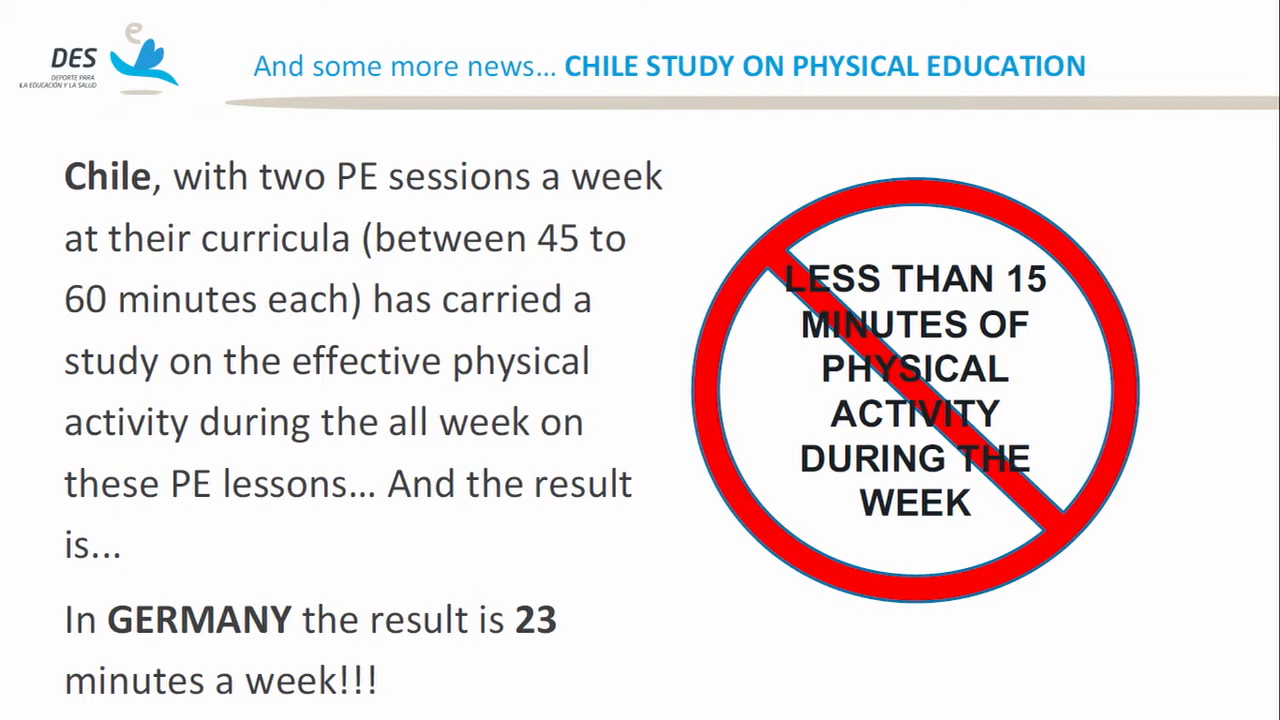 e
DES
DEPORTE PARA
LA EDUCACIÓN Y LA SALUD
And some more news... CHILE STUDY ON PHYSICAL EDUCATION
Chile, with two PE sessions a week
at their curricula (between 45 to
60 minutes each) has carried a
study on the effective physical
activity during the all week on
these PE lessons... And the result
is...
In GERMANY the result is 23
minutes a week!!!
LESS THAN 15
MINUTES OF
PHYSICAL
ACTIVITY
DURING THE
WEEK